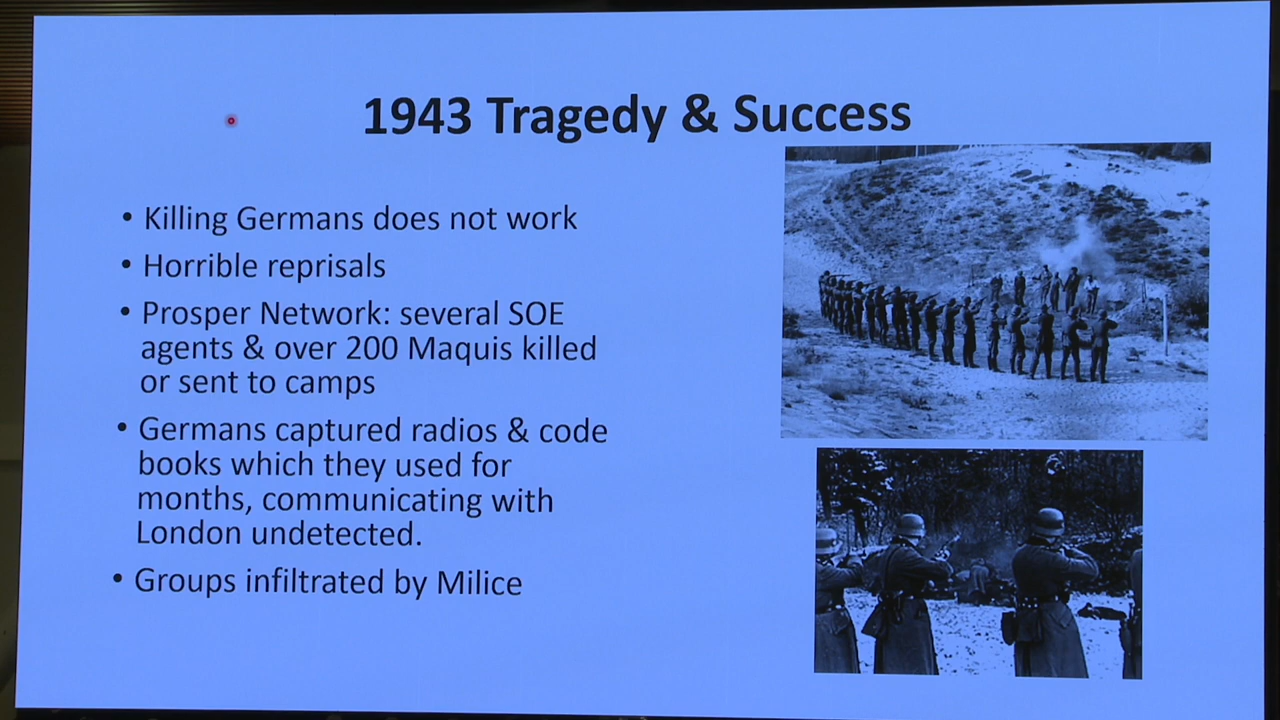 1943 Tragedy & Success
• Killing Germans does not work
• Horrible reprisals
• Prosper Network: several SOE
agents & over 200 Maquis killed
or sent to camps
• Germans captured radios & code
books which they used for
months, communicating with
London undetected.
• Groups infiltrated by Milice